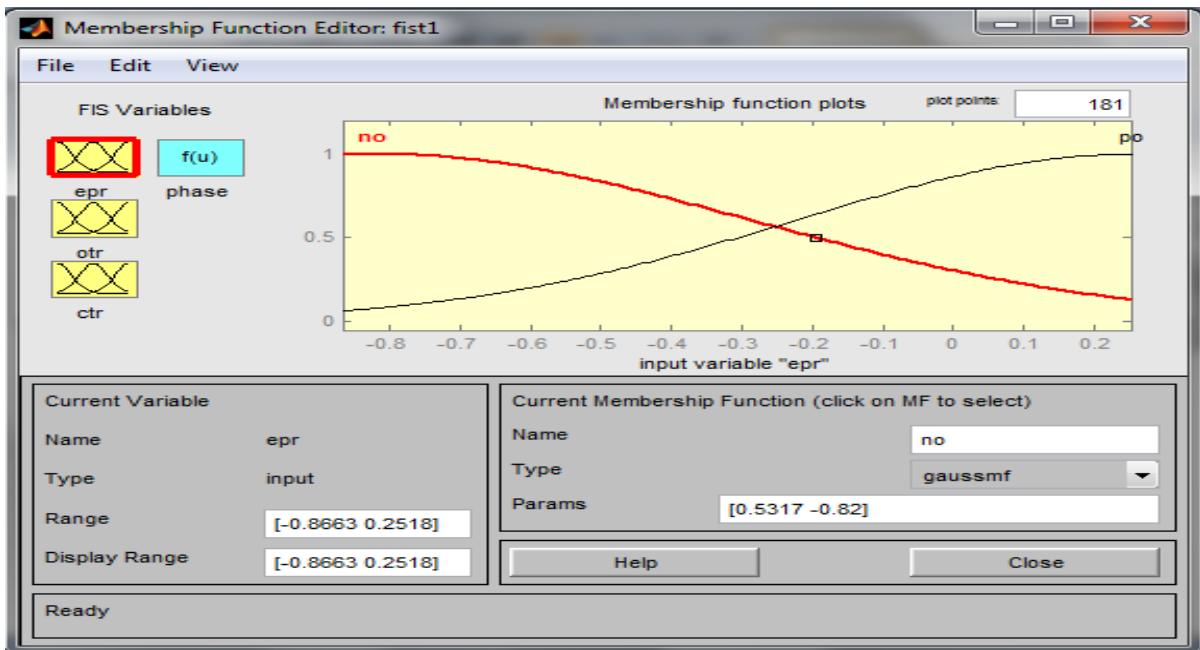 Membership Function Editor: fist1
File Edit View
FIS Variables
Membership function plots
plot points:
181
f(u)
epr
phase
otr
ctr
no
po
1
0.5
0
-0.8 -0.7 -0.6 -0.5 -0.4 -0.3 -0.2 -0.1 0 0.1 0.2
input variable "epr"
Current Variable
Name epr
Type input
Range [-0.8663 0.2518]
Display Range [-0.8663 0.2518]
Current Membership Function (click on MF to select)
Name no
Type gaussmf
Params [0.5317 -0.82]
Help
Close
Ready